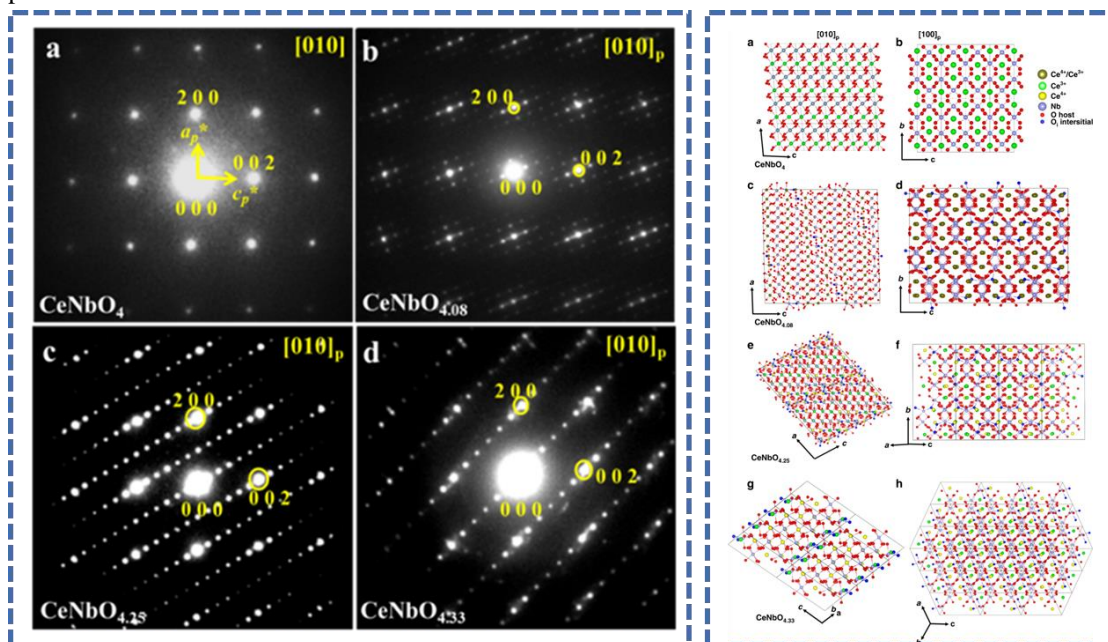 a
[010]
2 0 0
a_p*
0 0 2
c_p*
0 0 0
CeNbO4
b
[010]p
2 0 0
0 0 2
0 0 0
CeNbO4.08
c
[010]p
2 0 0
0 0 2
0 0 0
CeNbO4.25
d
[010]p
2 0 0
0 0 2
0 0 0
CeNbO4.33
[010]p
[100]p
a
b
Ce4+/Ce3+
Ce3+
Ce4+
Nb
O host
Oi intersitial
a
c
CeNbO4
b
c
c
d
a
c
CeNbO4.08
b
c
e
f
a
c
CeNbO4.25
b
a
c
g
h
c
b
a
CeNbO4.33
a
c